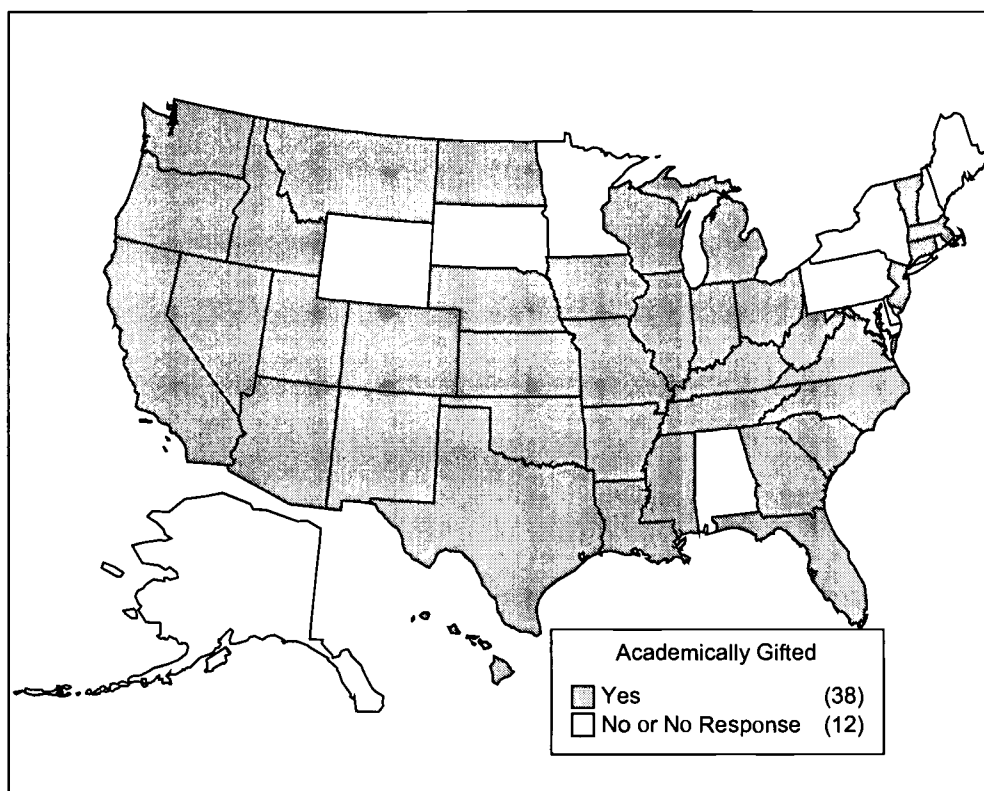 Academically Gifted
Yes (38)
No or No Response (12)